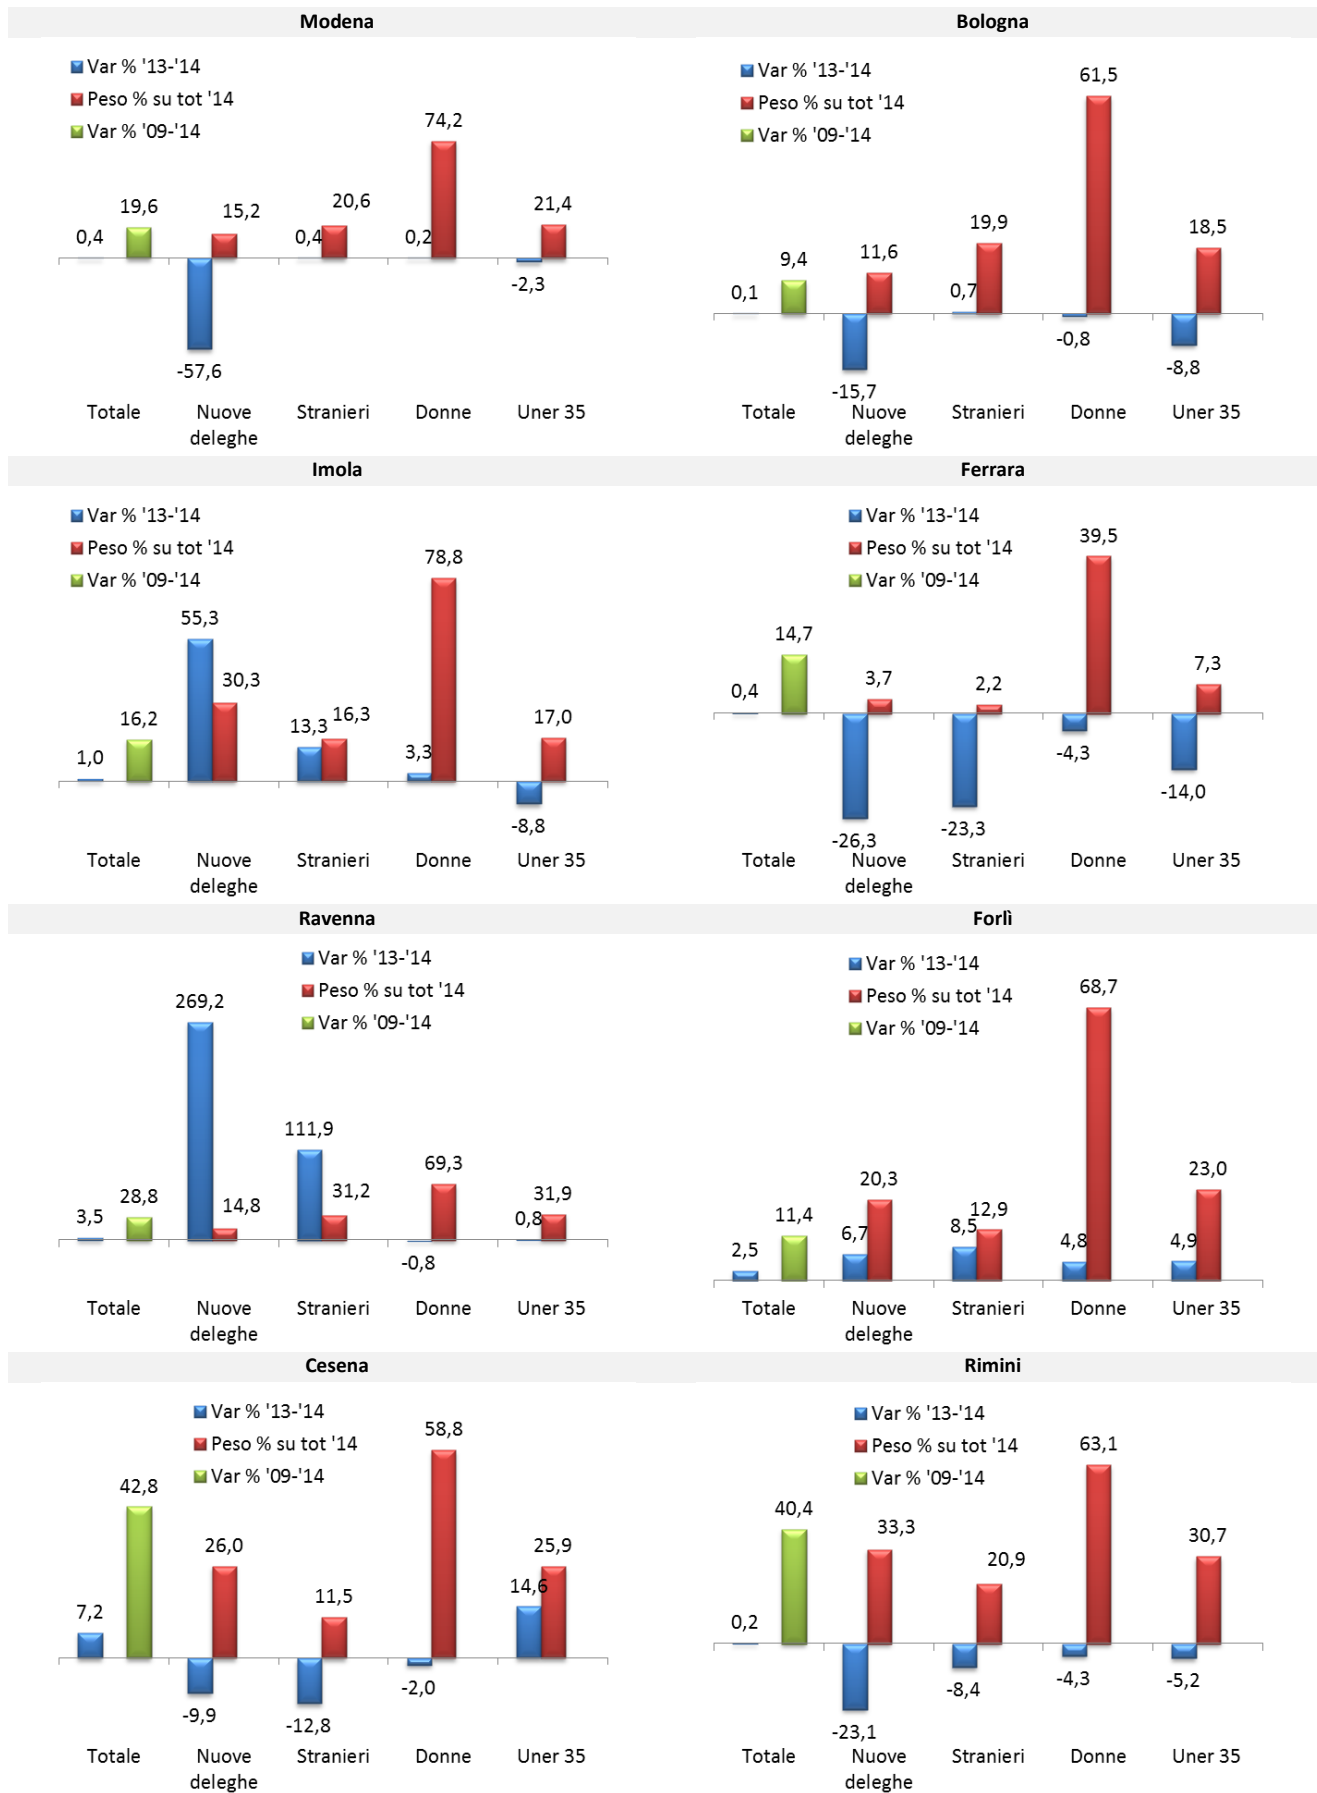 Modena
Var % '13-'14
Peso % su tot '14
Var % '09-'14
0,4
19,6
-57,6
15,2
0,4
20,6
0,2
74,2
-2,3
21,4
Totale
Nuove
deleghe
Stranieri
Donne
Uner 35
Bologna
Var % '13-'14
Peso % su tot '14
Var % '09-'14
0,1
9,4
-15,7
11,6
0,7
19,9
-0,8
61,5
-8,8
18,5
Totale
Nuove
deleghe
Stranieri
Donne
Uner 35
Imola
Var % '13-'14
Peso % su tot '14
Var % '09-'14
1,0
16,2
55,3
30,3
13,3
16,3
3,3
78,8
-8,8
17,0
Totale
Nuove
deleghe
Stranieri
Donne
Uner 35
Ferrara
Var % '13-'14
Peso % su tot '14
Var % '09-'14
0,4
14,7
-26,3
3,7
-23,3
2,2
-4,3
39,5
-14,0
7,3
Totale
Nuove
deleghe
Stranieri
Donne
Uner 35
Ravenna
Var % '13-'14
Peso % su tot '14
Var % '09-'14
3,5
28,8
269,2
14,8
111,9
31,2
-0,8
69,3
0,8
31,9
Totale
Nuove
deleghe
Stranieri
Donne
Uner 35
Forlì
Var % '13-'14
Peso % su tot '14
Var % '09-'14
2,5
11,4
6,7
20,3
8,5
12,9
4,8
68,7
4,9
23,0
Totale
Nuove
deleghe
Stranieri
Donne
Uner 35
Cesena
Var % '13-'14
Peso % su tot '14
Var % '09-'14
7,2
42,8
-9,9
26,0
-12,8
11,5
-2,0
58,8
14,6
25,9
Totale
Nuove
deleghe
Stranieri
Donne
Uner 35
Rimini
Var % '13-'14
Peso % su tot '14
Var % '09-'14
0,2
40,4
-23,1
33,3
-8,4
20,9
-4,3
63,1
-5,2
30,7
Totale
Nuove
deleghe
Stranieri
Donne
Uner 35